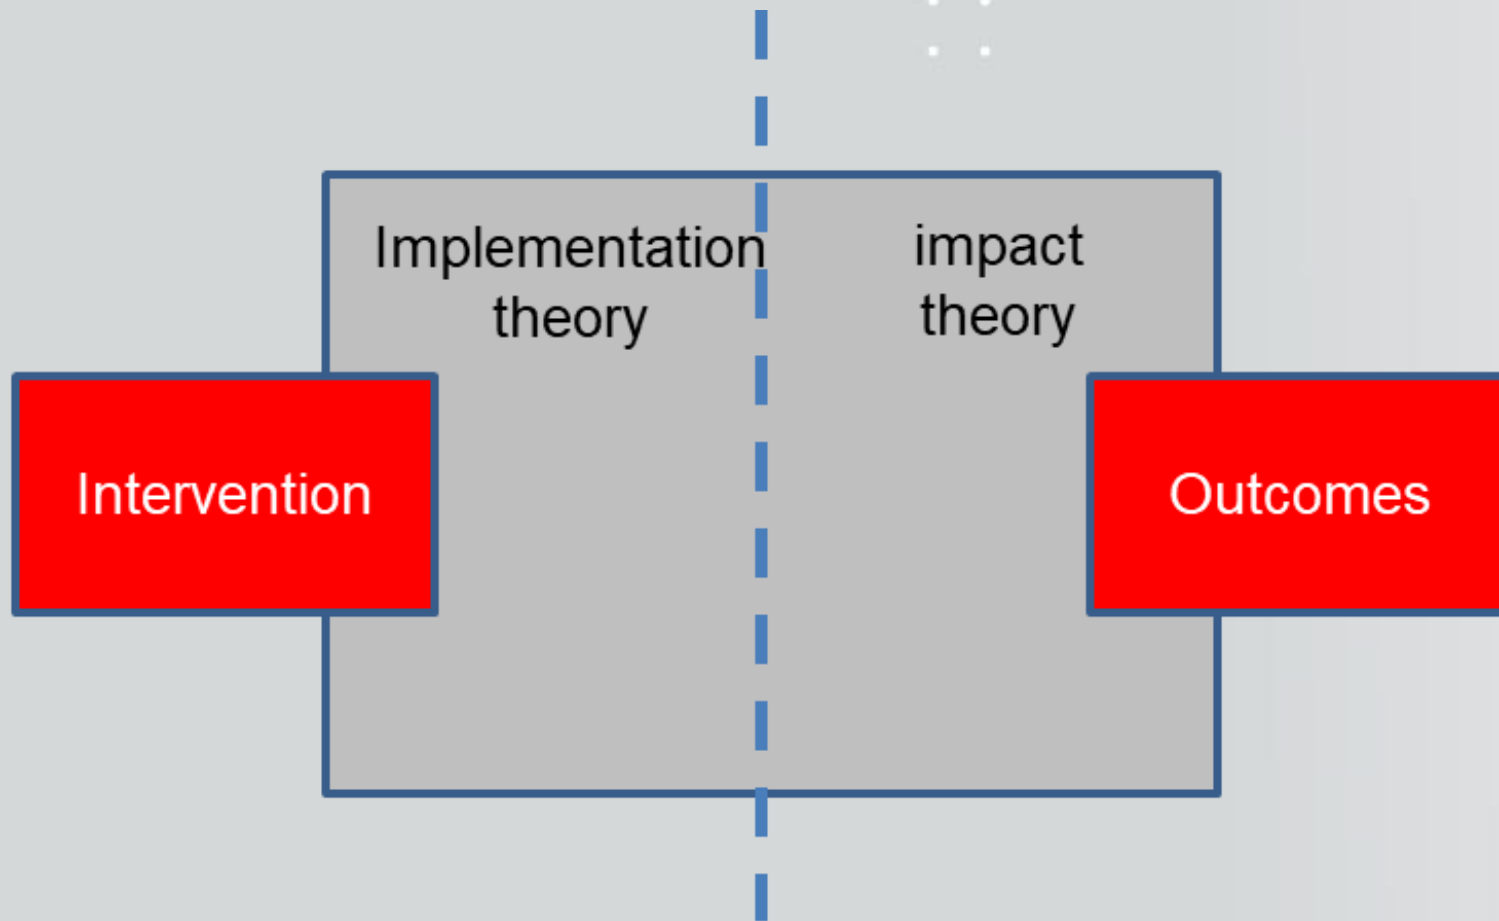 Implementation
theory
impact
theory
Intervention
Outcomes